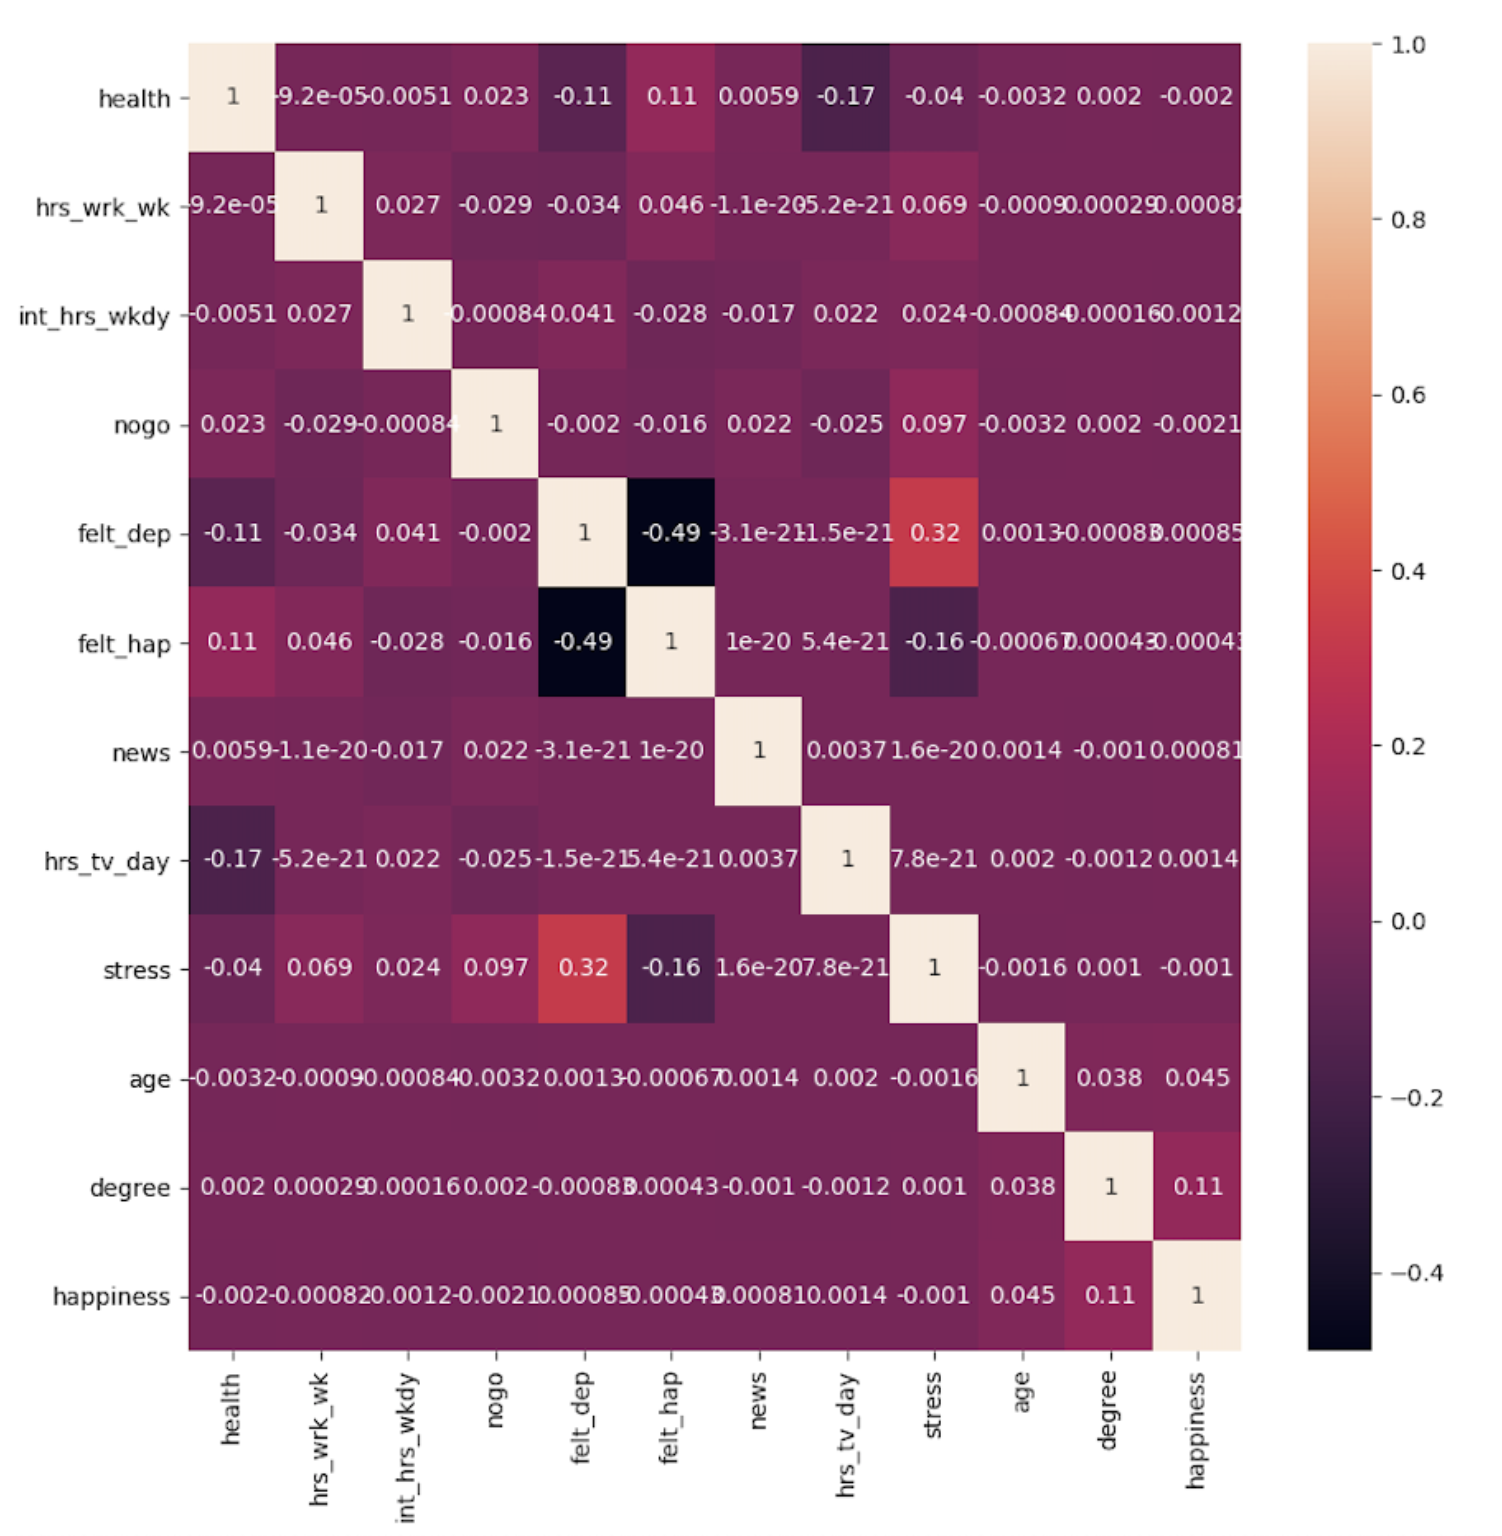 health 1 -9.2e-05 -0.0051 0.023 -0.11 0.11 0.0059 -0.17 -0.04 -0.0032 0.002 -0.002 1.0
hrs_wrk_wk -9.2e-05 1 0.027 -0.029 -0.034 0.046 -1.1e-20 -5.2e-21 0.069 -0.0009 0.8
int_hrs_wkdy -0.0051 0.027 1 -0.00084 0.041 -0.028 -0.017 0.022 0.024 -0.00084 -0.0012
nogo 0.023 -0.029 -0.00084 1 -0.002 -0.016 0.022 -0.025 0.097 -0.0032 0.002 -0.0021 0.6
felt_dep -0.11 -0.034 0.041 -0.002 1 -0.49 -3.1e-21 -1.5e-21 0.32 0.0013 -0.00083 0.00085 0.4
felt_hap 0.11 0.046 -0.028 -0.016 -0.49 1 1e-20 5.4e-21 -0.16 -0.00067 0.00043 -0.00043
news 0.0059 -1.1e-20 -0.017 0.022 -3.1e-21 1e-20 1 0.0037 1.6e-20 0.0014 -0.001 0.00081 0.2
hrs_tv_day -0.17 -5.2e-21 0.022 -0.025 -1.5e-21 5.4e-21 0.0037 1 7.8e-21 0.002 -0.0012 0.0014 0.0
stress -0.04 0.069 0.024 0.097 0.32 -0.16 1.6e-20 7.8e-21 1 -0.0016 0.001 -0.001
age -0.0032 -0.0009 -0.00084 -0.0032 0.0013 -0.00067 0.0014 0.002 -0.0016 1 0.038 0.045 −0.2
degree 0.002 0.00029 0.002 -0.00083 0.00043 -0.001 -0.0012 0.001 0.038 1 0.11
happiness -0.002 -0.00082 -0.0012 -0.0021 0.00085 -0.00043 0.00081 0.0014 -0.001 0.045 0.11 1 −0.4
health hrs_wrk_wk int_hrs_wkdy nogo felt_dep felt_hap news hrs_tv_day stress age degree happiness